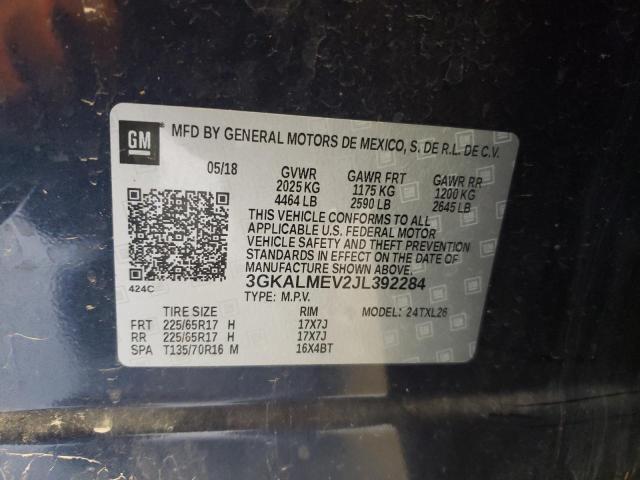 GM
MFD BY GENERAL MOTORS DE MEXICO, S. DE R.L. DE C.V.
05/18 GVWR GAWR FRT GAWR RR
2025 KG 1175 KG 1200 KG
4464 LB 2590 LB 2645 LB
THIS VEHICLE CONFORMS TO ALL
APPLICABLE U.S. FEDERAL MOTOR
VEHICLE SAFETY AND THEFT PREVENTION
STANDARDS IN EFFECT ON THE DATE
OF MANUFACTURE SHOWN ABOVE.
3GKALMEV2JL392284
424C
TYPE: M.P.V. MODEL: 24TXL26
TIRE SIZE RIM
FRT 225/65R17 H 17X7J
RR 225/65R17 H 17X7J
SPA T135/70R16 M 16X4BT